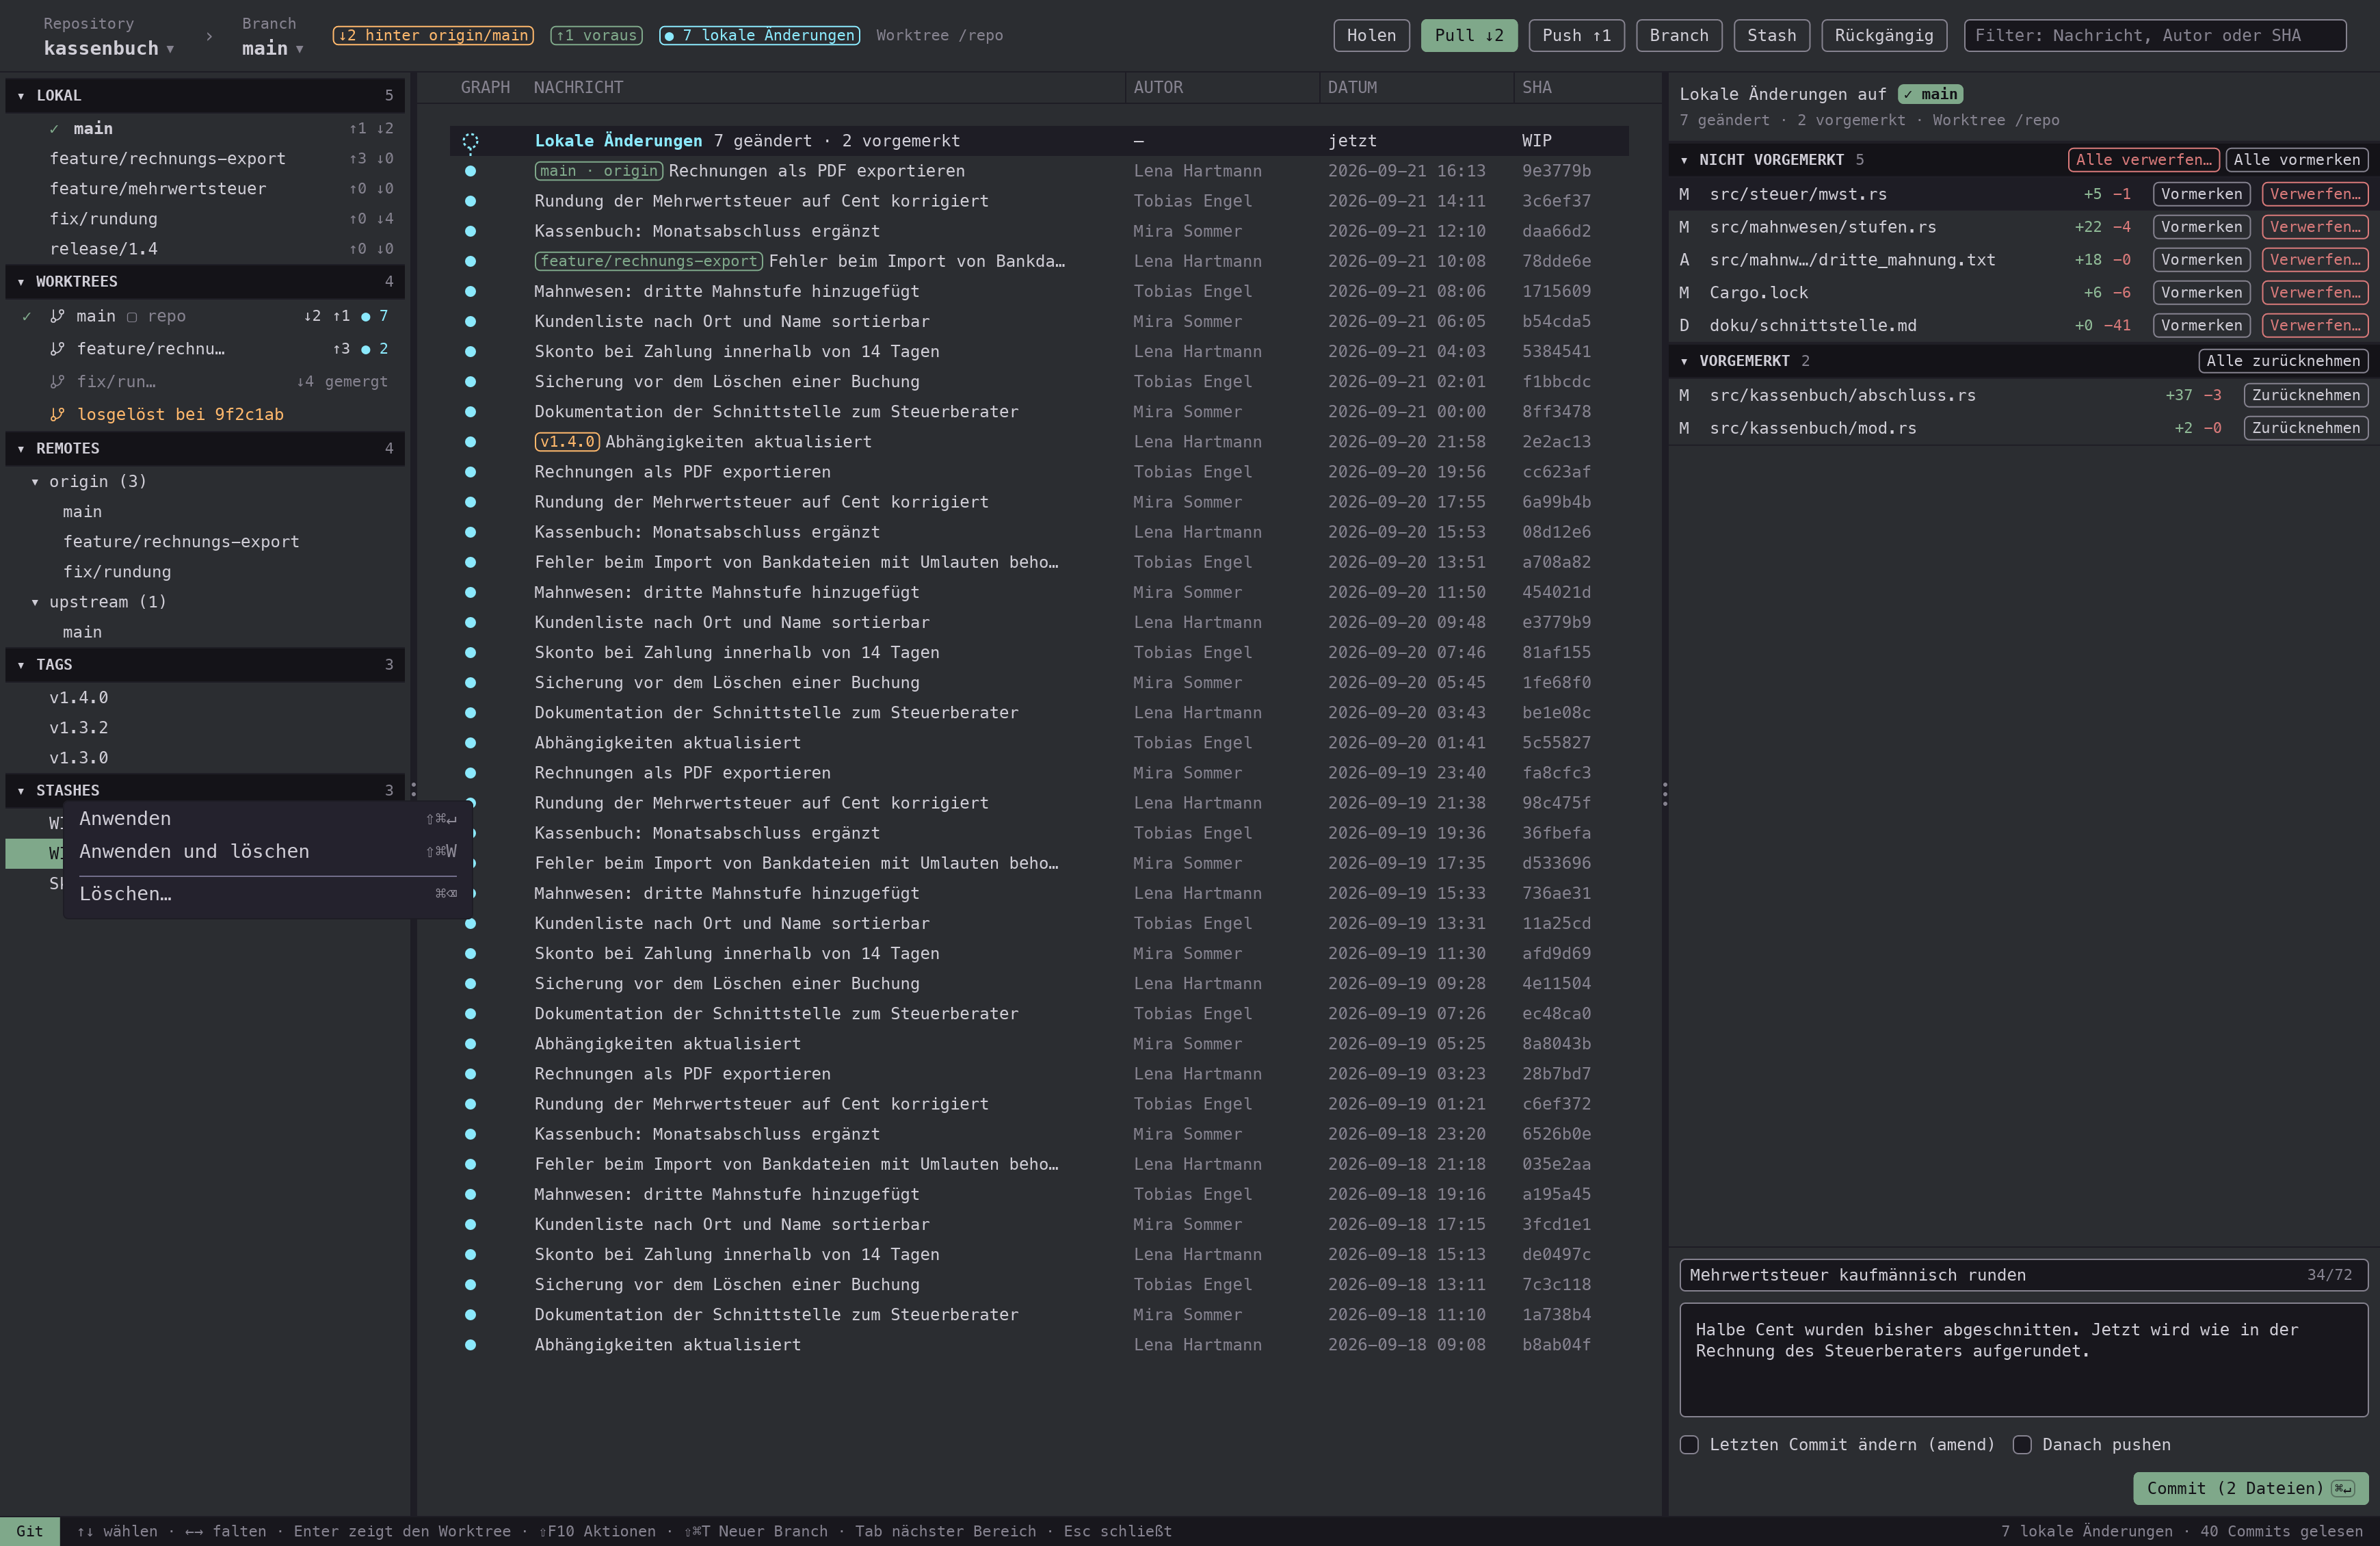 Repository
kassenbuch ▾ › Branch
main ▾ ↓2 hinter origin/main ↑1 voraus ● 7 lokale Änderungen Worktree /repo Holen Pull ↓2 Push ↑1 Branch Stash Rückgängig Filter: Nachricht, Autor oder SHA
▾ LOKAL 5
✓ main ↑1 ↓2
feature/rechnungs-export ↑3 ↓0
feature/mehrwertsteuer ↑0 ↓0
fix/rundung ↑0 ↓4
release/1.4 ↑0 ↓0
▾ WORKTREES 4
✓ main ▢ repo ↓2 ↑1 ● 7
feature/rechnu… ↑3 ● 2
fix/run… ↓4 gemergt
losgelöst bei 9f2c1ab
▾ REMOTES 4
▾ origin (3)
main
feature/rechnungs-export
fix/rundung
▾ upstream (1)
main
▾ TAGS 3
v1.4.0
v1.3.2
v1.3.0
▾ STASHES 3
Anwenden ⇧⌘↵
Anwenden und löschen ⇧⌘W
Löschen… ⌘⌫
GRAPH NACHRICHT AUTOR DATUM SHA
Lokale Änderungen 7 geändert · 2 vorgemerkt — jetzt WIP
main · origin Rechnungen als PDF exportieren Lena Hartmann 2026-09-21 16:13 9e3779b
Rundung der Mehrwertsteuer auf Cent korrigiert Tobias Engel 2026-09-21 14:11 3c6ef37
Kassenbuch: Monatsabschluss ergänzt Mira Sommer 2026-09-21 12:10 daa66d2
feature/rechnungs-export Fehler beim Import von Bankda… Lena Hartmann 2026-09-21 10:08 78dde6e
Mahnwesen: dritte Mahnstufe hinzugefügt Tobias Engel 2026-09-21 08:06 1715609
Kundenliste nach Ort und Name sortierbar Mira Sommer 2026-09-21 06:05 b54cda5
Skonto bei Zahlung innerhalb von 14 Tagen Lena Hartmann 2026-09-21 04:03 5384541
Sicherung vor dem Löschen einer Buchung Tobias Engel 2026-09-21 02:01 f1bbcdc
Dokumentation der Schnittstelle zum Steuerberater Mira Sommer 2026-09-21 00:00 8ff3478
v1.4.0 Abhängigkeiten aktualisiert Lena Hartmann 2026-09-20 21:58 2e2ac13
Rechnungen als PDF exportieren Tobias Engel 2026-09-20 19:56 cc623af
Rundung der Mehrwertsteuer auf Cent korrigiert Mira Sommer 2026-09-20 17:55 6a99b4b
Kassenbuch: Monatsabschluss ergänzt Lena Hartmann 2026-09-20 15:53 08d12e6
Fehler beim Import von Bankdateien mit Umlauten beho… Tobias Engel 2026-09-20 13:51 a708a82
Mahnwesen: dritte Mahnstufe hinzugefügt Mira Sommer 2026-09-20 11:50 454021d
Kundenliste nach Ort und Name sortierbar Lena Hartmann 2026-09-20 09:48 e3779b9
Skonto bei Zahlung innerhalb von 14 Tagen Tobias Engel 2026-09-20 07:46 81af155
Sicherung vor dem Löschen einer Buchung Mira Sommer 2026-09-20 05:45 1fe68f0
Dokumentation der Schnittstelle zum Steuerberater Lena Hartmann 2026-09-20 03:43 be1e08c
Abhängigkeiten aktualisiert Tobias Engel 2026-09-20 01:41 5c55827
Rechnungen als PDF exportieren Mira Sommer 2026-09-19 23:40 fa8cfc3
Rundung der Mehrwertsteuer auf Cent korrigiert Lena Hartmann 2026-09-19 21:38 98c475f
Kassenbuch: Monatsabschluss ergänzt Tobias Engel 2026-09-19 19:36 36fbefa
Fehler beim Import von Bankdateien mit Umlauten beho… Mira Sommer 2026-09-19 17:35 d533696
Mahnwesen: dritte Mahnstufe hinzugefügt Lena Hartmann 2026-09-19 15:33 736ae31
Kundenliste nach Ort und Name sortierbar Tobias Engel 2026-09-19 13:31 11a25cd
Skonto bei Zahlung innerhalb von 14 Tagen Mira Sommer 2026-09-19 11:30 afd9d69
Sicherung vor dem Löschen einer Buchung Lena Hartmann 2026-09-19 09:28 4e11504
Dokumentation der Schnittstelle zum Steuerberater Tobias Engel 2026-09-19 07:26 ec48ca0
Abhängigkeiten aktualisiert Mira Sommer 2026-09-19 05:25 8a8043b
Rechnungen als PDF exportieren Lena Hartmann 2026-09-19 03:23 28b7bd7
Rundung der Mehrwertsteuer auf Cent korrigiert Tobias Engel 2026-09-19 01:21 c6ef372
Kassenbuch: Monatsabschluss ergänzt Mira Sommer 2026-09-18 23:20 6526b0e
Fehler beim Import von Bankdateien mit Umlauten beho… Lena Hartmann 2026-09-18 21:18 035e2aa
Mahnwesen: dritte Mahnstufe hinzugefügt Tobias Engel 2026-09-18 19:16 a195a45
Kundenliste nach Ort und Name sortierbar Mira Sommer 2026-09-18 17:15 3fcd1e1
Skonto bei Zahlung innerhalb von 14 Tagen Lena Hartmann 2026-09-18 15:13 de0497c
Sicherung vor dem Löschen einer Buchung Tobias Engel 2026-09-18 13:11 7c3c118
Dokumentation der Schnittstelle zum Steuerberater Mira Sommer 2026-09-18 11:10 1a738b4
Abhängigkeiten aktualisiert Lena Hartmann 2026-09-18 09:08 b8ab04f
Lokale Änderungen auf ✓ main
7 geändert · 2 vorgemerkt · Worktree /repo
▾ NICHT VORGEMERKT 5 Alle verwerfen… Alle vormerken
M src/steuer/mwst.rs +5 −1 Vormerken Verwerfen…
M src/mahnwesen/stufen.rs +22 −4 Vormerken Verwerfen…
A src/mahnw…/dritte_mahnung.txt +18 −0 Vormerken Verwerfen…
M Cargo.lock +6 −6 Vormerken Verwerfen…
D doku/schnittstelle.md +0 −41 Vormerken Verwerfen…
▾ VORGEMERKT 2 Alle zurücknehmen
M src/kassenbuch/abschluss.rs +37 −3 Zurücknehmen
M src/kassenbuch/mod.rs +2 −0 Zurücknehmen
Mehrwertsteuer kaufmännisch runden 34/72
Halbe Cent wurden bisher abgeschnitten. Jetzt wird wie in der
Rechnung des Steuerberaters aufgerundet.
Letzten Commit ändern (amend) Danach pushen
Commit (2 Dateien) ⌘↵
Git ↑↓ wählen · ←→ falten · Enter zeigt den Worktree · ⇧F10 Aktionen · ⇧⌘T Neuer Branch · Tab nächster Bereich · Esc schließt 7 lokale Änderungen · 40 Commits gelesen